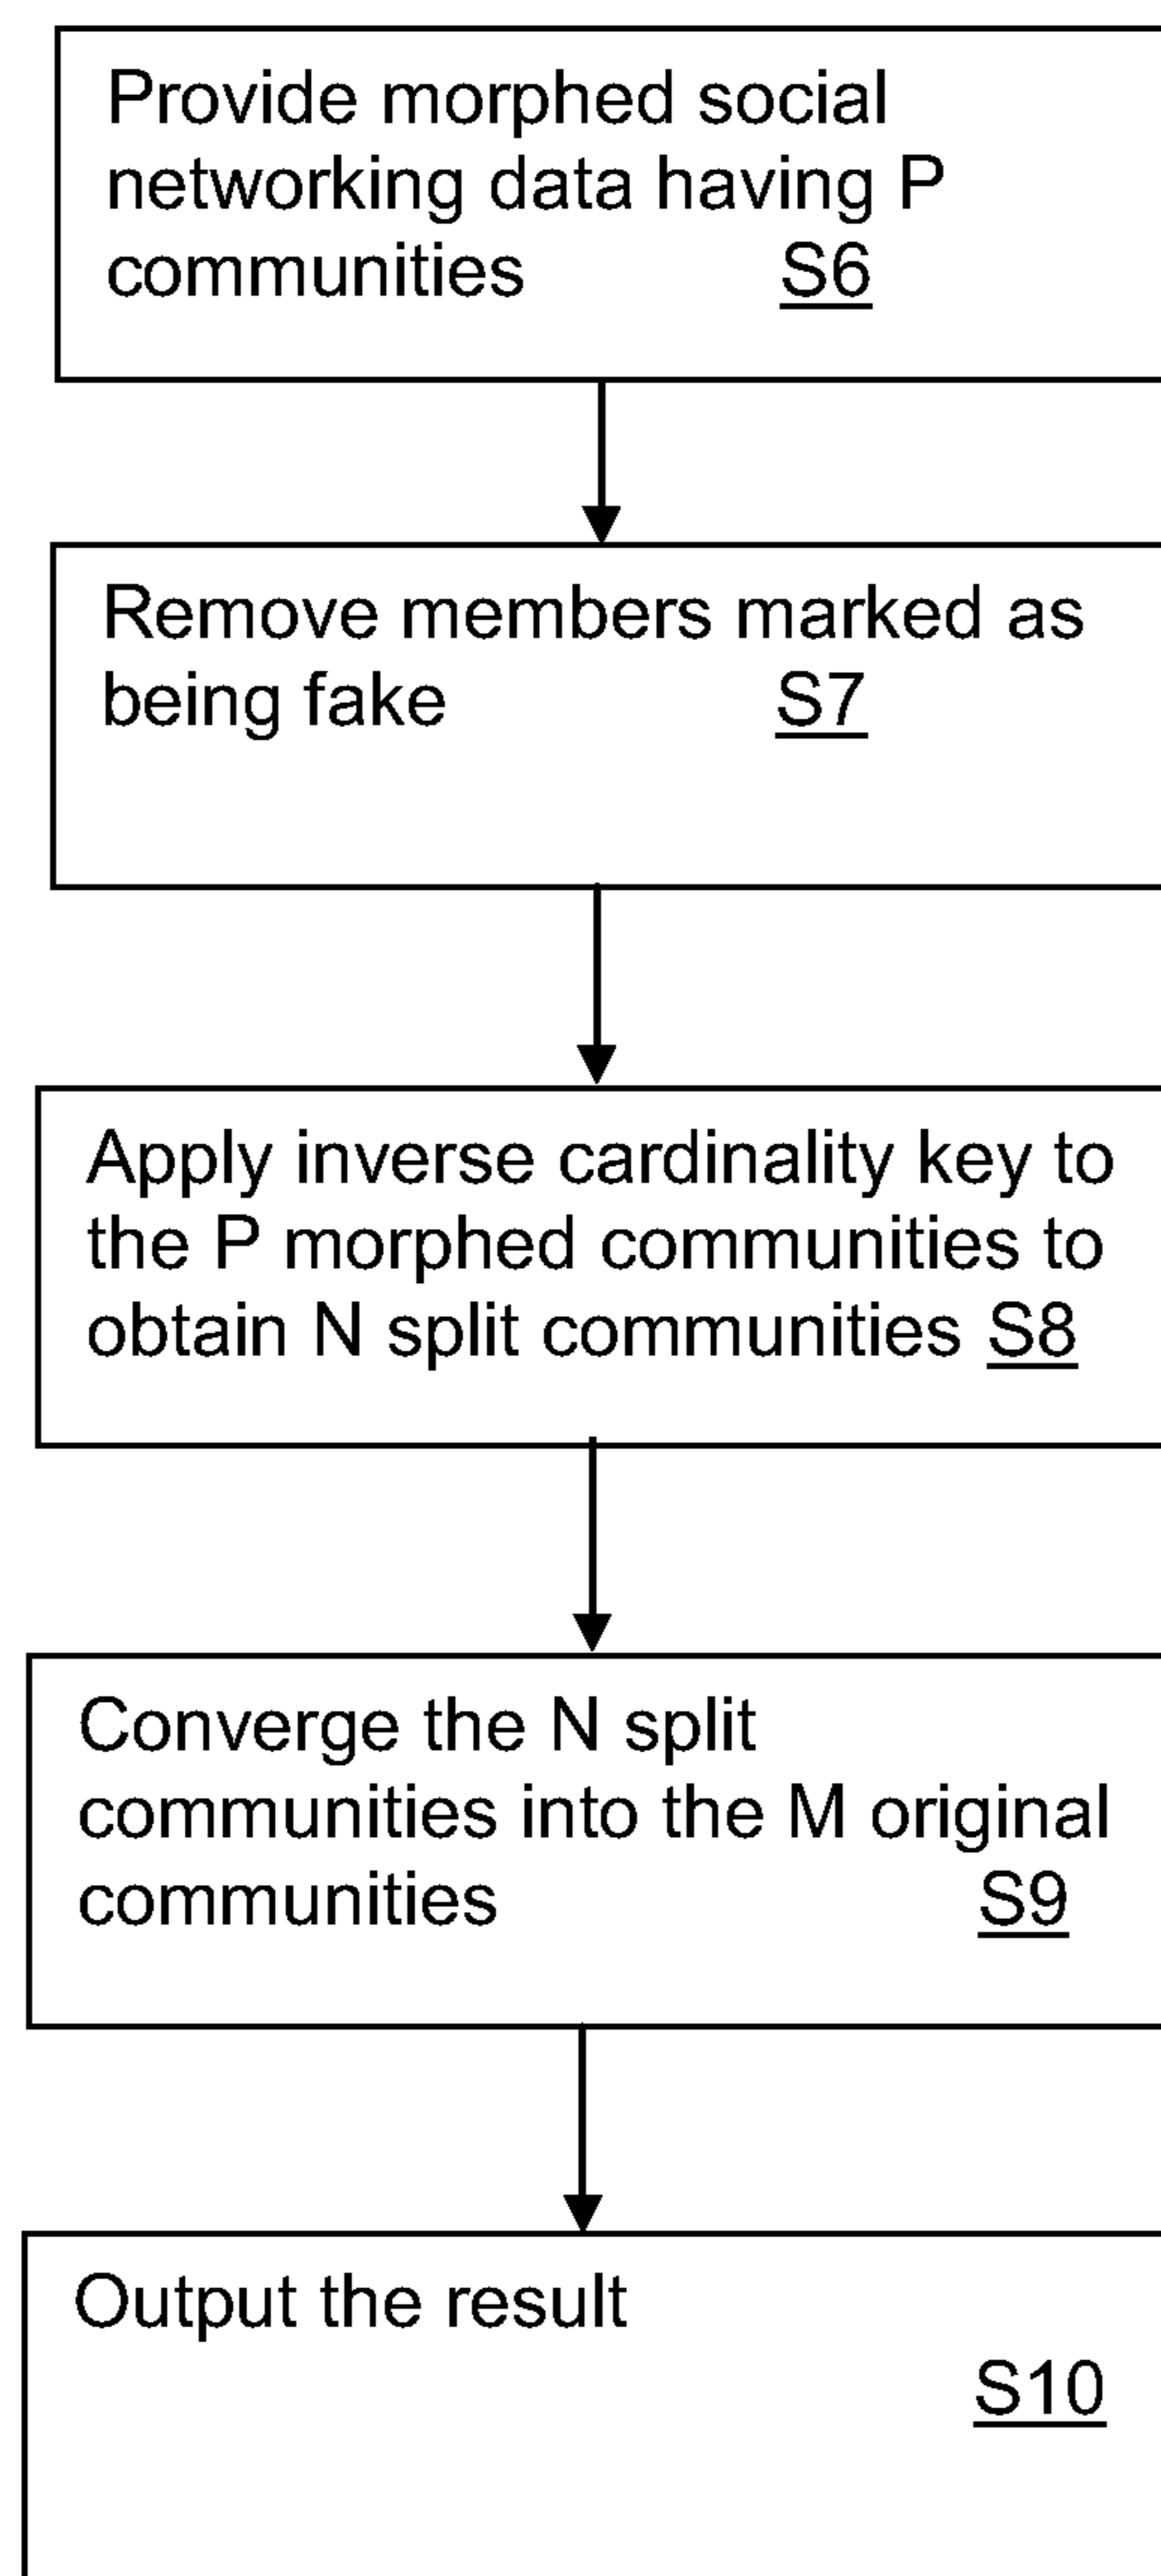 Provide morphed social
networking data having P
communities S6
Remove members marked as
being fake S7
Apply inverse cardinality key to
the P morphed communities to
obtain N split communities S8
Converge the N split
communities into the M original
communities S9
Output the result
S10